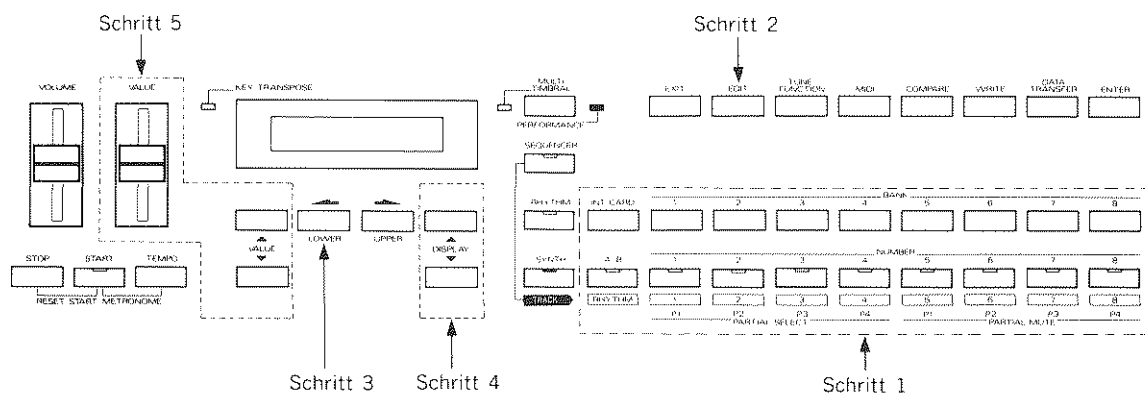 Schritt 5
Schritt 2
VOLUME
VALUE
KEY TRANSPOSE
MULTI TIMBRAL
EXIT
EDIT
TUNE FUNCTION
MIDI
COMPARE
WRITE
DATA TRANSFER
ENTER
PERFORMANCE
SEQUENCER
BANK
RHYTHM
INT CARD
1 2 3 4 5 6 7 8
LOWER
UPPER
VALUE
DISPLAY
NUMBER
STOP
START
TEMPO
SYNTH
A B
1 2 3 4 5 6 7 8
RESET START
METRONOME
TRACK
RHYTHM
1 2 3 4 5 6 7 8
P1 P2 P3 P4 P1 P2 P3 P4
PARTIAL SELECT
PARTIAL MUTE
Schritt 3
Schritt 4
Schritt 1